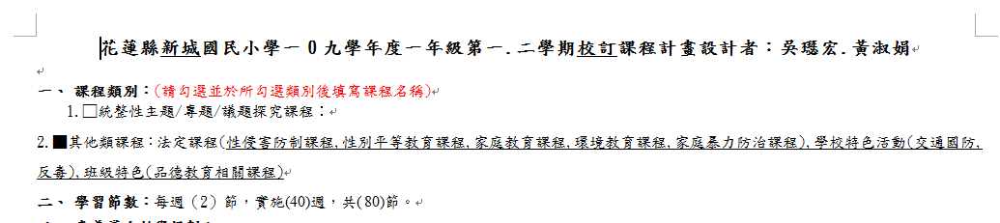 花蓮縣新城國民小學一0九學年度一年級第一.二學期校訂課程計畫設計者：吳瑪宏.黃淑娟
一、 課程類別：(請勾選並於所勾選類別後填寫課程名稱)
1. □統整性主題/專題/議題探究課程：
2. ■其他類課程：法定課程(性侵害防制課程,性別平等教育課程,家庭教育課程,環境教育課程,家庭暴力防治課程),學校特色活動(交通國防,
反毒),班級特色(品德教育相關課程)
二、 學習節數：每週（2）節，實施(40)週，共(80)節。